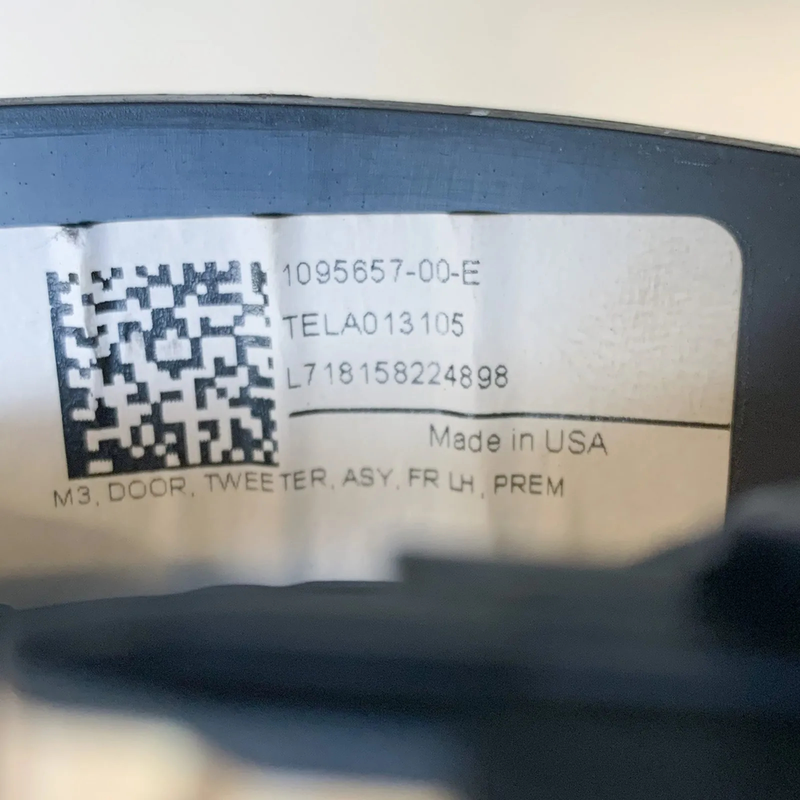 1095657-00-E
TELA013105
L718158224898
Made in USA
M3, DOOR, TWEETER, ASY, FR LH, PREM